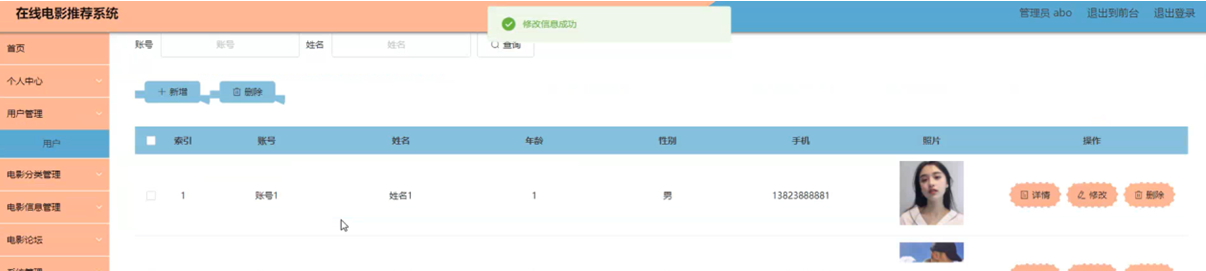 在线电影推荐系统
修改信息成功
管理员 abo 退出到前台 退出登录
首页
账号 账号 姓名 姓名 查询
个人中心
新增 删除
用户管理
用户
索引 账号 姓名 年龄 性别 手机 照片 操作
电影分类管理
1 账号1 姓名1 1 男 13823888881 详情 修改 删除
电影信息管理
电影论坛